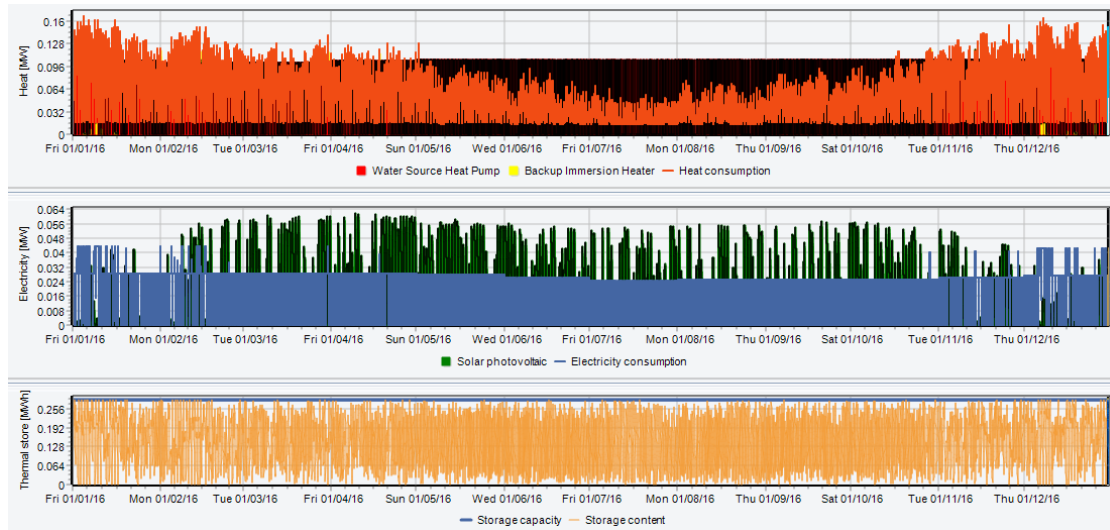 Heat [MW]
0.16
0.128
0.096
0.064
0.032
0
Fri 01/01/16 Mon 01/02/16 Tue 01/03/16 Fri 01/04/16 Sun 01/05/16 Wed 01/06/16 Fri 01/07/16 Mon 01/08/16 Thu 01/09/16 Sat 01/10/16 Tue 01/11/16 Thu 01/12/16
Water Source Heat Pump Backup Immersion Heater Heat consumption
Electricity [MW]
0.064
0.056
0.048
0.04
0.032
0.024
0.016
0.008
0
Fri 01/01/16 Mon 01/02/16 Tue 01/03/16 Fri 01/04/16 Sun 01/05/16 Wed 01/06/16 Fri 01/07/16 Mon 01/08/16 Thu 01/09/16 Sat 01/10/16 Tue 01/11/16 Thu 01/12/16
Solar photovoltaic Electricity consumption
Thermal store [MWh]
0.256
0.192
0.128
0.064
0
Fri 01/01/16 Mon 01/02/16 Tue 01/03/16 Fri 01/04/16 Sun 01/05/16 Wed 01/06/16 Fri 01/07/16 Mon 01/08/16 Thu 01/09/16 Sat 01/10/16 Tue 01/11/16 Thu 01/12/16
Storage capacity Storage content